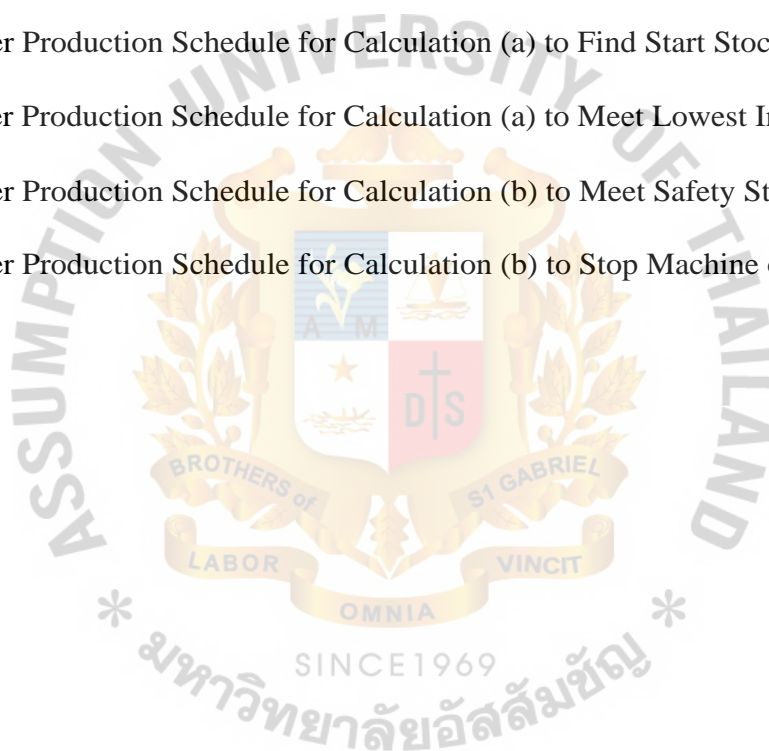 er Production Schedule for Calculation (a) to Find Start Stoc
er Production Schedule for Calculation (a) to Meet Lowest I
er Production Schedule for Calculation (b) to Meet Safety St
er Production Schedule for Calculation (b) to Stop Machine
ASSUMPTION UNIVERSITY OF THAILAND
A M
D S
BROTHERS of ST GABRIEL
LABOR
OMNIA
VINCIT
SINCE1969
มหาวิทยาลัยอัสสัมชัญ